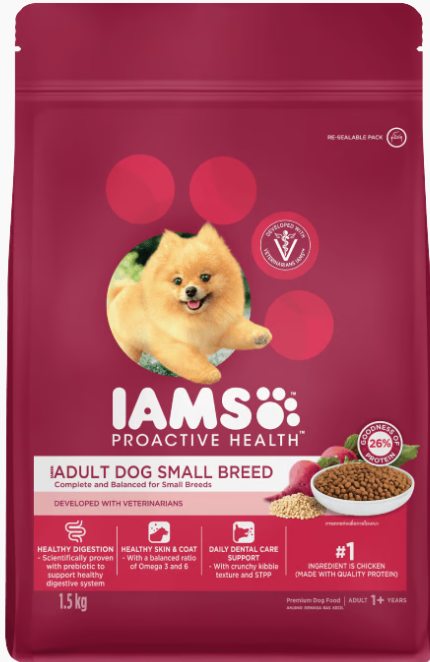 RE-SEALABLE PACK
DEVELOPED WITH
VETERINARIANS IAMS™
IAMS™
PROACTIVE HEALTH™
ADULT DOG SMALL BREED
Complete and Balanced for Small Breeds
DEVELOPED WITH VETERINARIANS
GOODNESS OF
26%
PROTEIN
HEALTHY DIGESTION
- Scientifically proven
with prebiotic to
support healthy
digestive system
HEALTHY SKIN & COAT
- With a balanced ratio
of Omega 3 and 6
DAILY DENTAL CARE
SUPPORT
- With crunchy kibble
texture and STPP
#1
INGREDIENT IS CHICKEN
(MADE WITH QUALITY PROTEIN)
1.5 kg
Premium Dog Food | ADULT 1+ YEARS